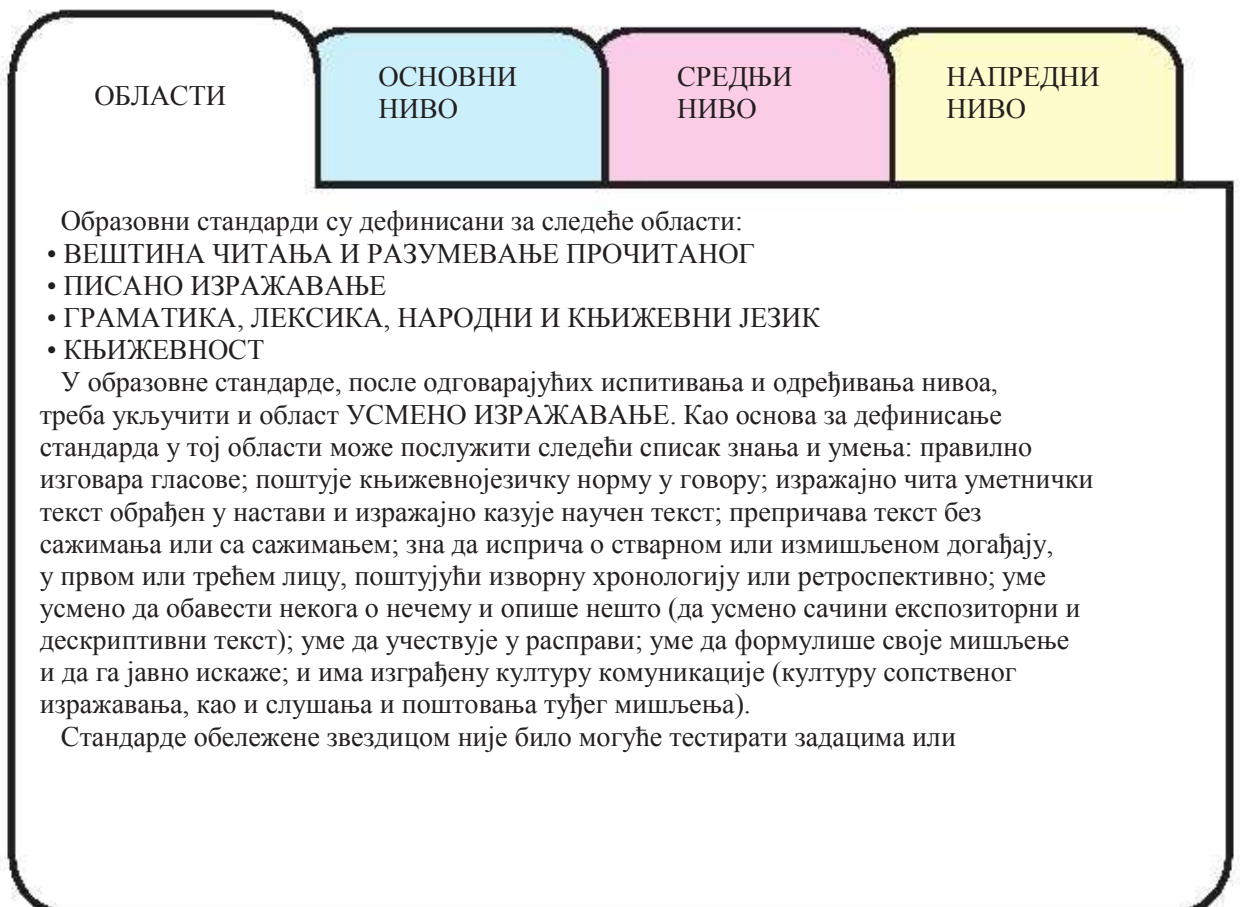 ОБЛАСТИ
ОСНОВНИ
НИВО
СРЕДЊИ
НИВО
НАПРЕДНИ
НИВО
Образовни стандарди су дефинисани за следеће области:
• ВЕШТИНА ЧИТАЊА И РАЗУМЕВАЊЕ ПРОЧИТАНОГ
• ПИСАНО ИЗРАЖАВАЊЕ
• ГРАМАТИКА, ЛЕКСИКА, НАРОДНИ И КЊИЖЕВНИ ЈЕЗИК
• КЊИЖЕВНОСТ
У образовне стандарде, после одговарајућих испитивања и одређивања нивоа,
треба укључити и област УСМЕНО ИЗРАЖАВАЊЕ. Као основа за дефинисање
стандарда у тој области може послужити следећи списак знања и умења: правилно
изговара гласове; поштује књижевнојезичку норму у говору; изражајно чита уметнички
текст обрађен у настави и изражајно казује научен текст; препричава текст без
сажимања или са сажимањем; зна да исприча о стварном или измишљеном догађају,
у првом или трећем лицу, поштујући изворну хронологију или ретроспективно; уме
усмено да обавести некога о нечему и опише нешто (да усмено сачини експозиторни и
дескриптивни текст); уме да учествује у расправи; уме да формулише своје мишљење
и да га јавно искаже; и има изграђену културу комуникације (културу сопственог
изражавања, као и слушања и поштовања туђег мишљења).
Стандарде обележене звездицом није било могуће тестирати задацима или